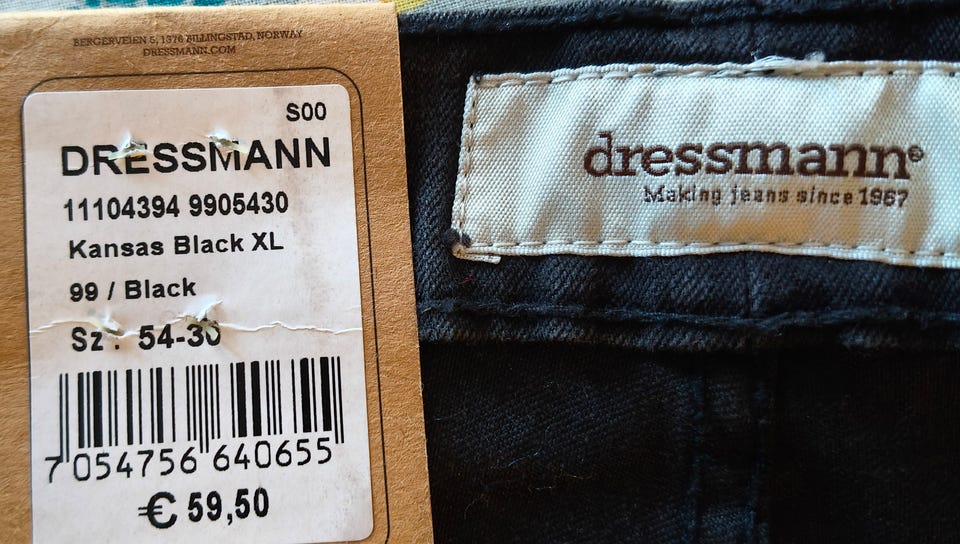 BERGERVEIEN 5, 1376 BILLINGSTAD, NORWAY
DRESSMANN.COM
S00
DRESSMANN
11104394 9905430
Kansas Black XL
99 / Black
Sz : 54-30
7 054756 640655
€ 59,50
dressmann®
Making jeans since 1967